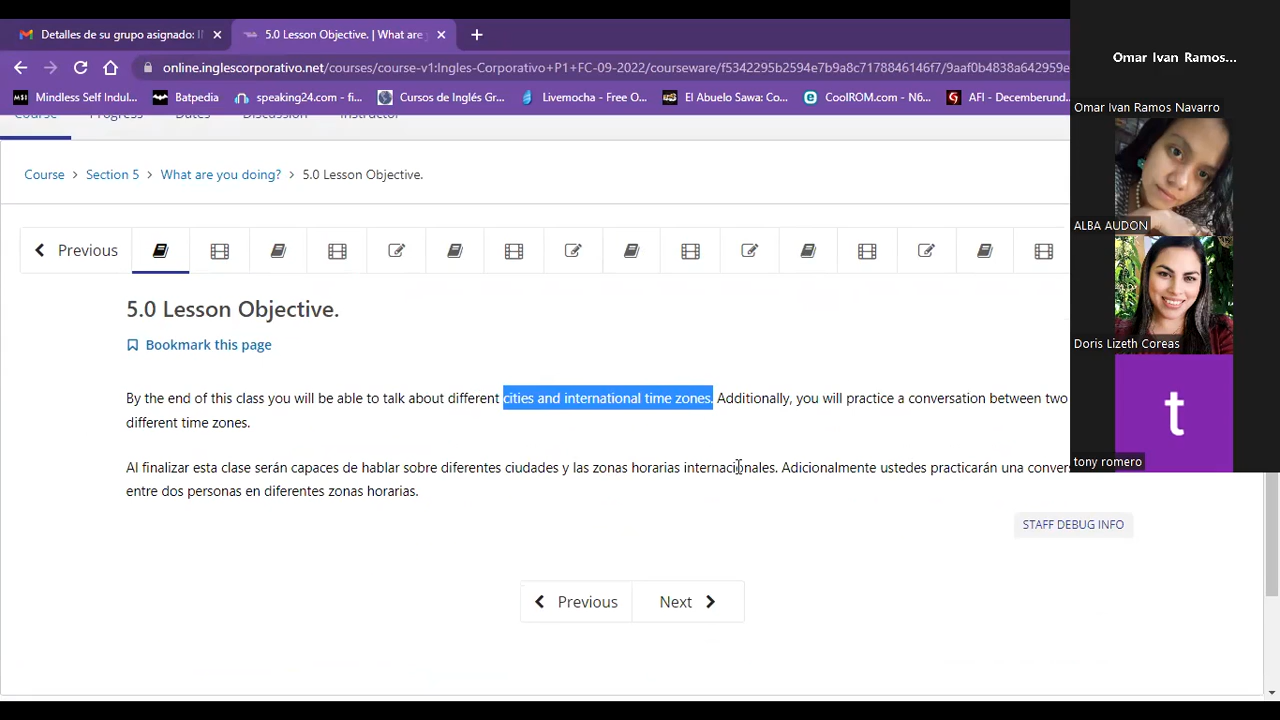 Detalles de su grupo asignado: I
5.0 Lesson Objective. | What are y
online.inglescorporativo.net/courses/course-v1:Ingles-Corporativo+P1+FC-09-2022/courseware/f5342295b2594e7b9a8c7178846146f7/9aaf0b4838a642959e
MSI Mindless Self Indul...
Batpedia
speaking24.com - fi...
Cursos de Inglés Gr...
Livemocha - Free O...
El Abuelo Sawa: Co...
CoolROM.com - N6...
AFI - Decemberund...
Course Progress Dates Discussion Instructor
Course > Section 5 > What are you doing? > 5.0 Lesson Objective.
Previous
5.0 Lesson Objective.
Bookmark this page
By the end of this class you will be able to talk about different cities and international time zones. Additionally, you will practice a conversation between two
different time zones.
Al finalizar esta clase serán capaces de hablar sobre diferentes ciudades y las zonas horarias internacionales. Adicionalmente ustedes practicarán una conver
entre dos personas en diferentes zonas horarias.
STAFF DEBUG INFO
Previous
Next
Omar Ivan Ramos...
Omar Ivan Ramos Navarro
ALBA AUDON
Doris Lizeth Coreas
t
tony romero